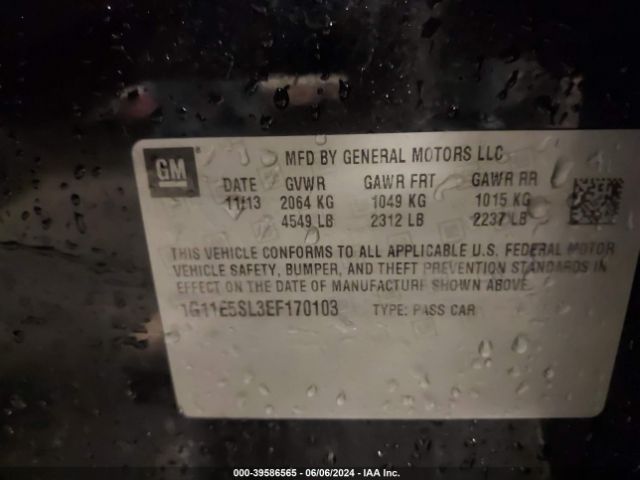 GM
MFD BY GENERAL MOTORS LLC
DATE GVWR GAWR FRT GAWR RR
11/13 2064 KG 1049 KG 1015 KG
4549 LB 2312 LB 2237 LB
THIS VEHICLE CONFORMS TO ALL APPLICABLE U.S. FEDERAL MOTOR
VEHICLE SAFETY, BUMPER, AND THEFT PREVENTION STANDARDS IN
EFFECT ON THE DATE OF MANUFACTURE SHOWN ABOVE.
1G11E5SL3EF170103 TYPE: PASS CAR
000-39586565 - 06/06/2024 - IAA Inc.